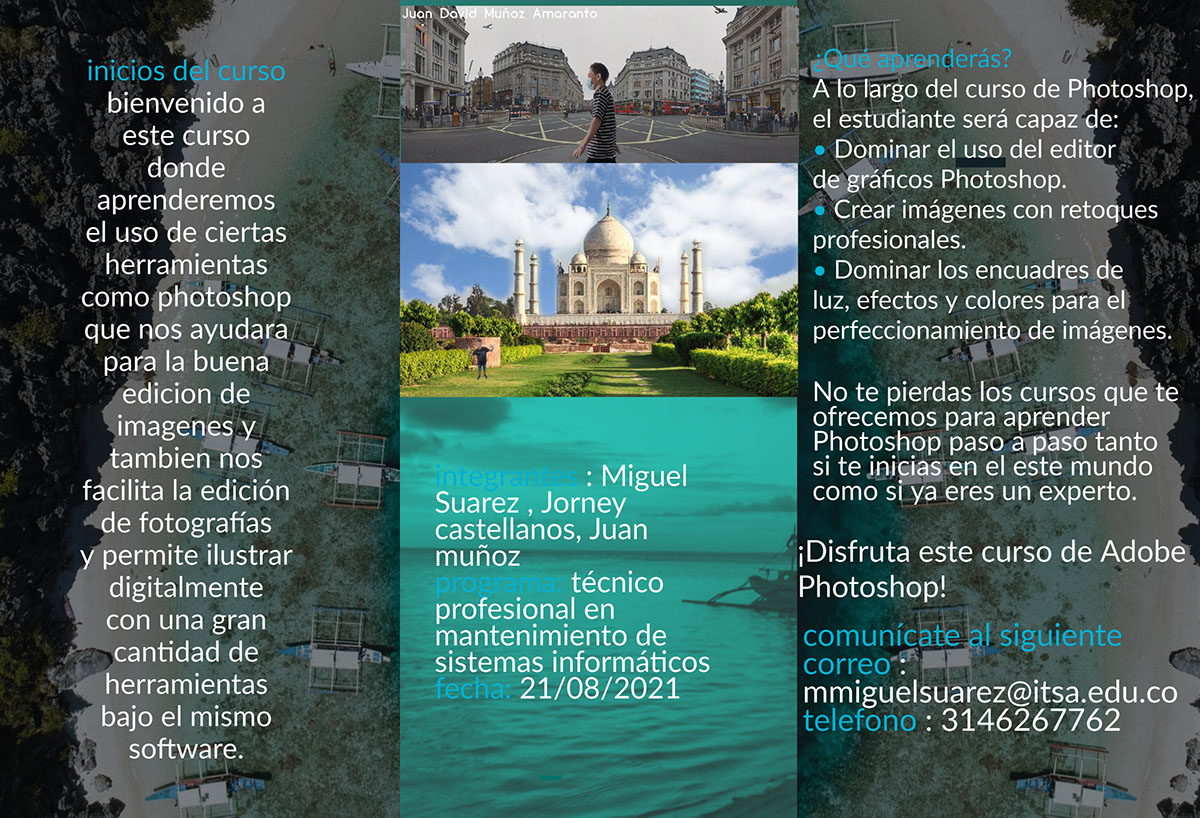 inicios del curso
bienvenido a
este curso
donde
aprenderemos
el uso de ciertas
herramientas
como photoshop
que nos ayudara
para la buena
edicion de
imagenes y
tambien nos
facilita la edición
de fotografías
y permite ilustrar
digitalmente
con una gran
cantidad de
herramientas
bajo el mismo
software.
Juan David Muñoz Amaranto
integrantes : Miguel
Suarez , Jorney
castellanos, Juan
muñoz
programa: técnico
profesional en
mantenimiento de
sistemas informáticos
fecha: 21/08/2021
¿Qué aprenderás?
A lo largo del curso de Photoshop,
el estudiante será capaz de:
• Dominar el uso del editor
de gráficos Photoshop.
• Crear imágenes con retoques
profesionales.
• Dominar los encuadres de
luz, efectos y colores para el
perfeccionamiento de imágenes.
No te pierdas los cursos que te
ofrecemos para aprender
Photoshop paso a paso tanto
si te inicias en el este mundo
como si ya eres un experto.
¡Disfruta este curso de Adobe
Photoshop!
comunícate al siguiente
correo :
mmiguelsuarez@itsa.edu.co
telefono : 3146267762